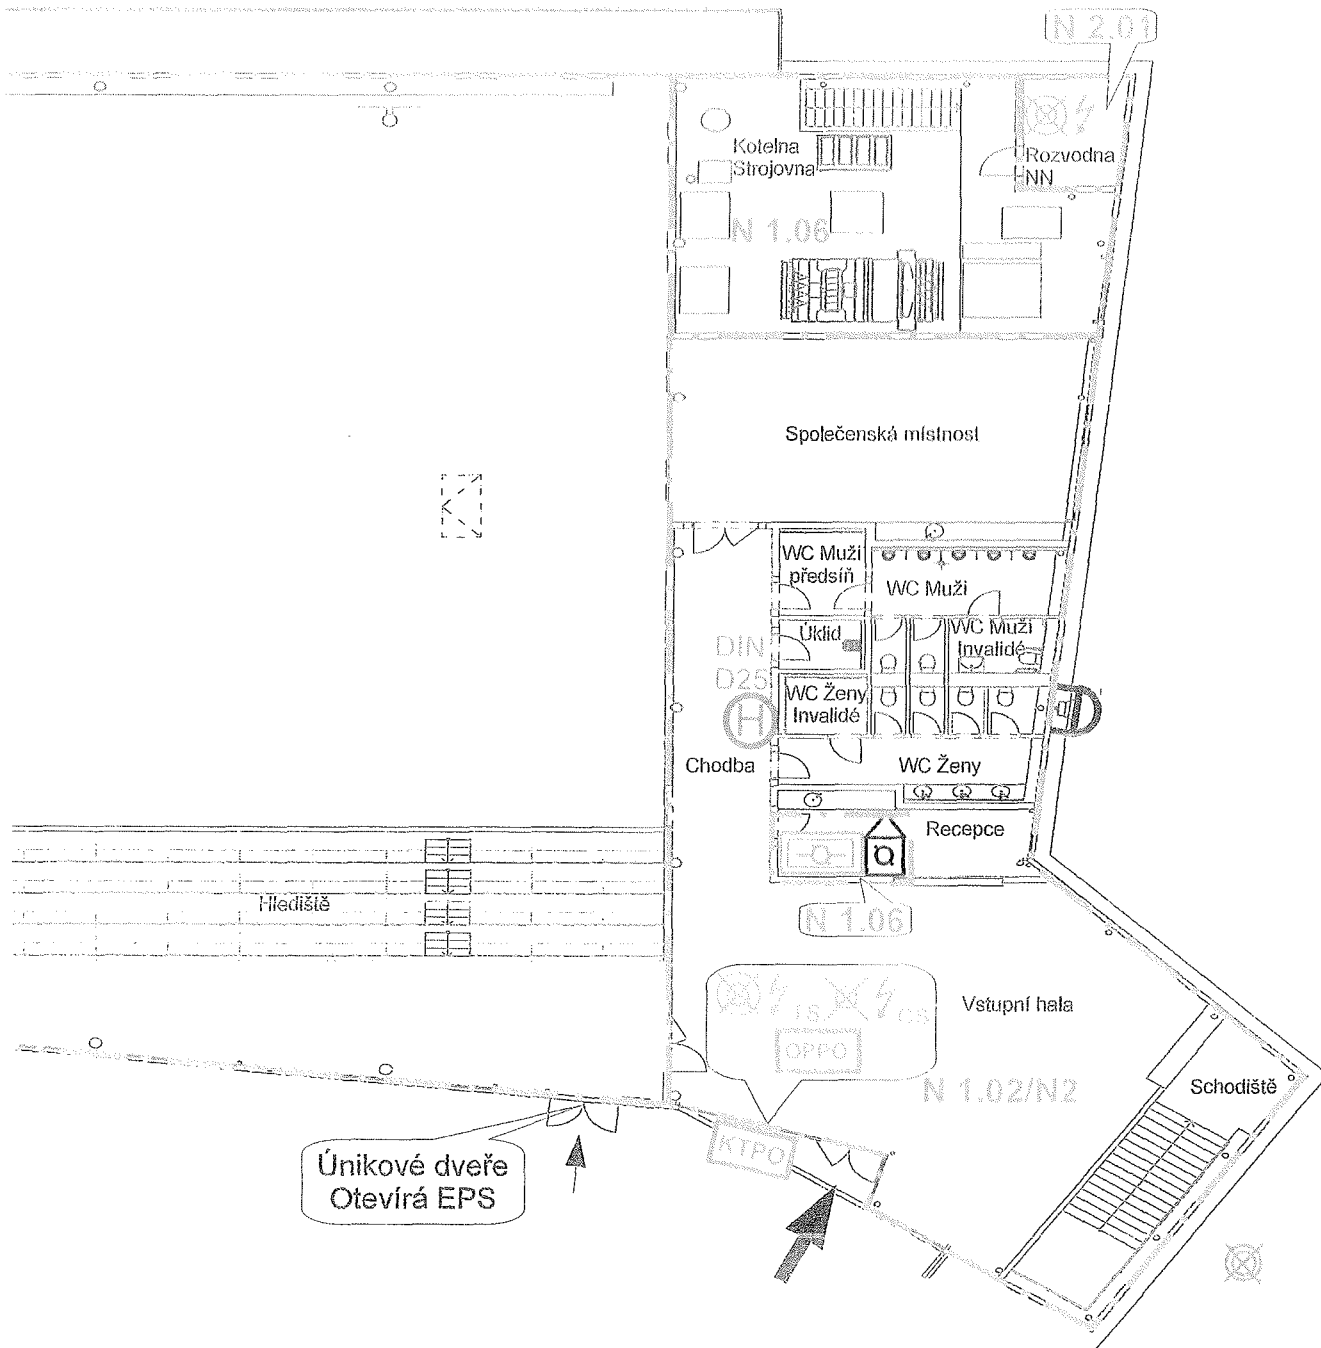 N 2.01
Kotelna
Strojovna
Rozvodna
NN
N 1.06
Společenská místnost
WC Muži
předsíň
WC Muži
Úklid
WC Muži
Invalidé
DIN
D25
H
WC Ženy
Invalidé
Chodba
WC Ženy
Recepce
Hlediště
N 1.06
Vstupní hala
TS
CS
OPPO
N 1.02/N2
Schodiště
KTPO
Únikové dveře
Otevírá EPS